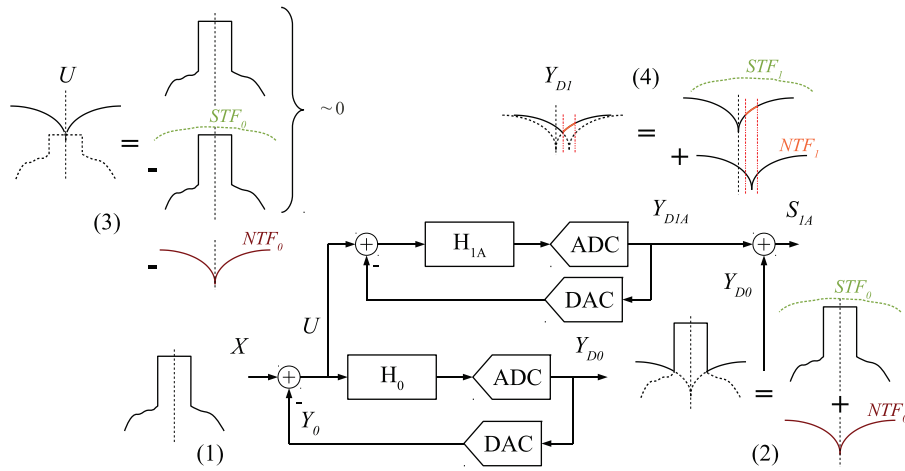 U
=
-
STF0
~0
(3)
-
NTF0
YD1
(4)
=
STF1
+
NTF1
+
-
H1A
ADC
DAC
YD1A
S1A
+
YD0
U
X
+
-
H0
ADC
YD0
Y0
DAC
(1)
=
STF0
+
NTF0
(2)